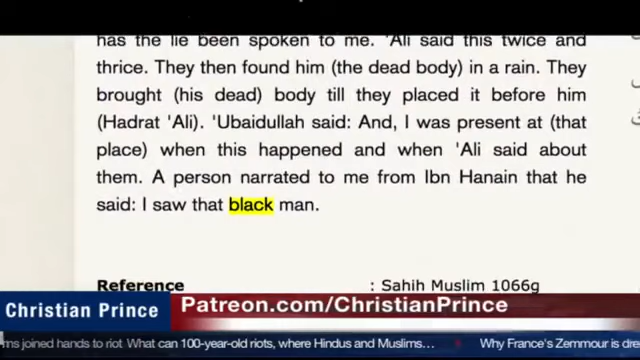 has the lie been spoken to me. 'Ali said this twice and
thrice. They then found him (the dead body) in a rain. They
brought (his dead) body till they placed it before him
(Hadrat 'Ali). 'Ubaidullah said: And, I was present at (that
place) when this happened and when 'Ali said about
them. A person narrated to me from Ibn Hanain that he
said: I saw that black man.
Reference : Sahih Muslim 1066g
Christian Prince Patreon.com/ChristianPrince
ms joined hands to riot What can 100-year-old riots, where Hindus and Muslims... Why France's Zemmour is dre